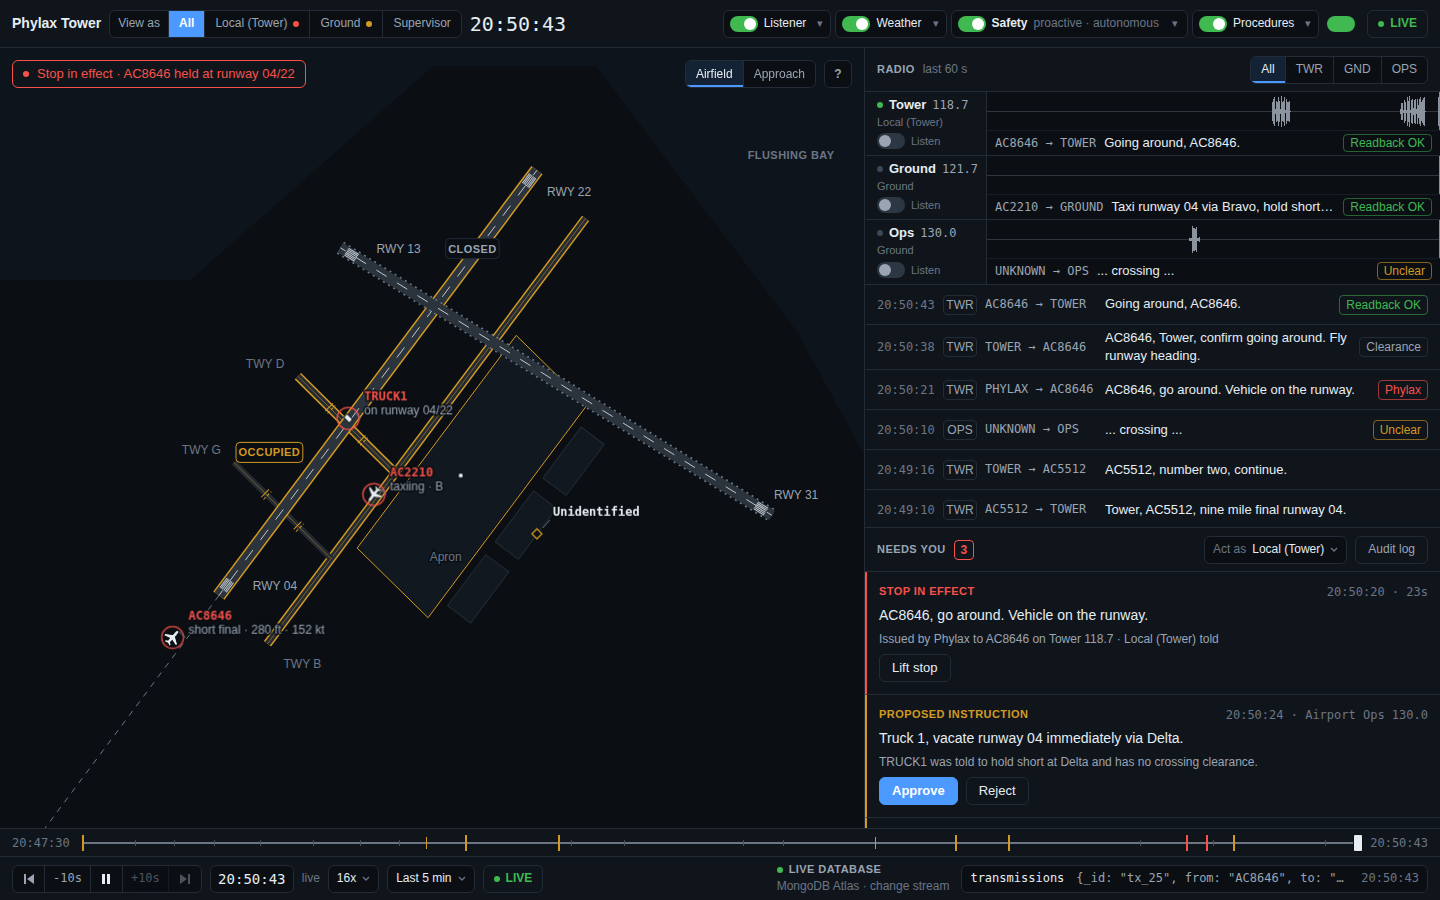 Phylax Tower
View as
All
Local (Tower)
Ground
Supervisor
20:50:43
Listener
Weather
Safety proactive · autonomous
Procedures
LIVE
Stop in effect · AC8646 held at runway 04/22
Airfield
Approach
?
FLUSHING BAY
RWY 22
RWY 13
CLOSED
TWY D
TRUCK1
on runway 04/22
TWY G
OCCUPIED
AC2210
taxiing · B
RWY 31
Unidentified
Apron
RWY 04
AC8646
short final · 280 ft · 152 kt
TWY B
RADIO last 60 s
All
TWR
GND
OPS
Tower 118.7
Local (Tower)
Listen
AC8646 → TOWER Going around, AC8646.
Readback OK
Ground 121.7
Ground
Listen
AC2210 → GROUND Taxi runway 04 via Bravo, hold short…
Readback OK
Ops 130.0
Ground
Listen
UNKNOWN → OPS ... crossing ...
Unclear
20:50:43 TWR AC8646 → TOWER Going around, AC8646. Readback OK
20:50:38 TWR TOWER → AC8646 AC8646, Tower, confirm going around. Fly
runway heading. Clearance
20:50:21 TWR PHYLAX → AC8646 AC8646, go around. Vehicle on the runway. Phylax
20:50:10 OPS UNKNOWN → OPS ... crossing ... Unclear
20:49:16 TWR TOWER → AC5512 AC5512, number two, continue.
20:49:10 TWR AC5512 → TOWER Tower, AC5512, nine mile final runway 04.
NEEDS YOU 3
Act as Local (Tower)
Audit log
STOP IN EFFECT
20:50:20 · 23s
AC8646, go around. Vehicle on the runway.
Issued by Phylax to AC8646 on Tower 118.7 · Local (Tower) told
Lift stop
PROPOSED INSTRUCTION
20:50:24 · Airport Ops 130.0
Truck 1, vacate runway 04 immediately via Delta.
TRUCK1 was told to hold short at Delta and has no crossing clearance.
Approve
Reject
20:47:30
20:50:43
-10s
+10s
20:50:43
live
16x
Last 5 min
LIVE
LIVE DATABASE
MongoDB Atlas · change stream
transmissions {_id: "tx_25", from: "AC8646", to: "… 20:50:43